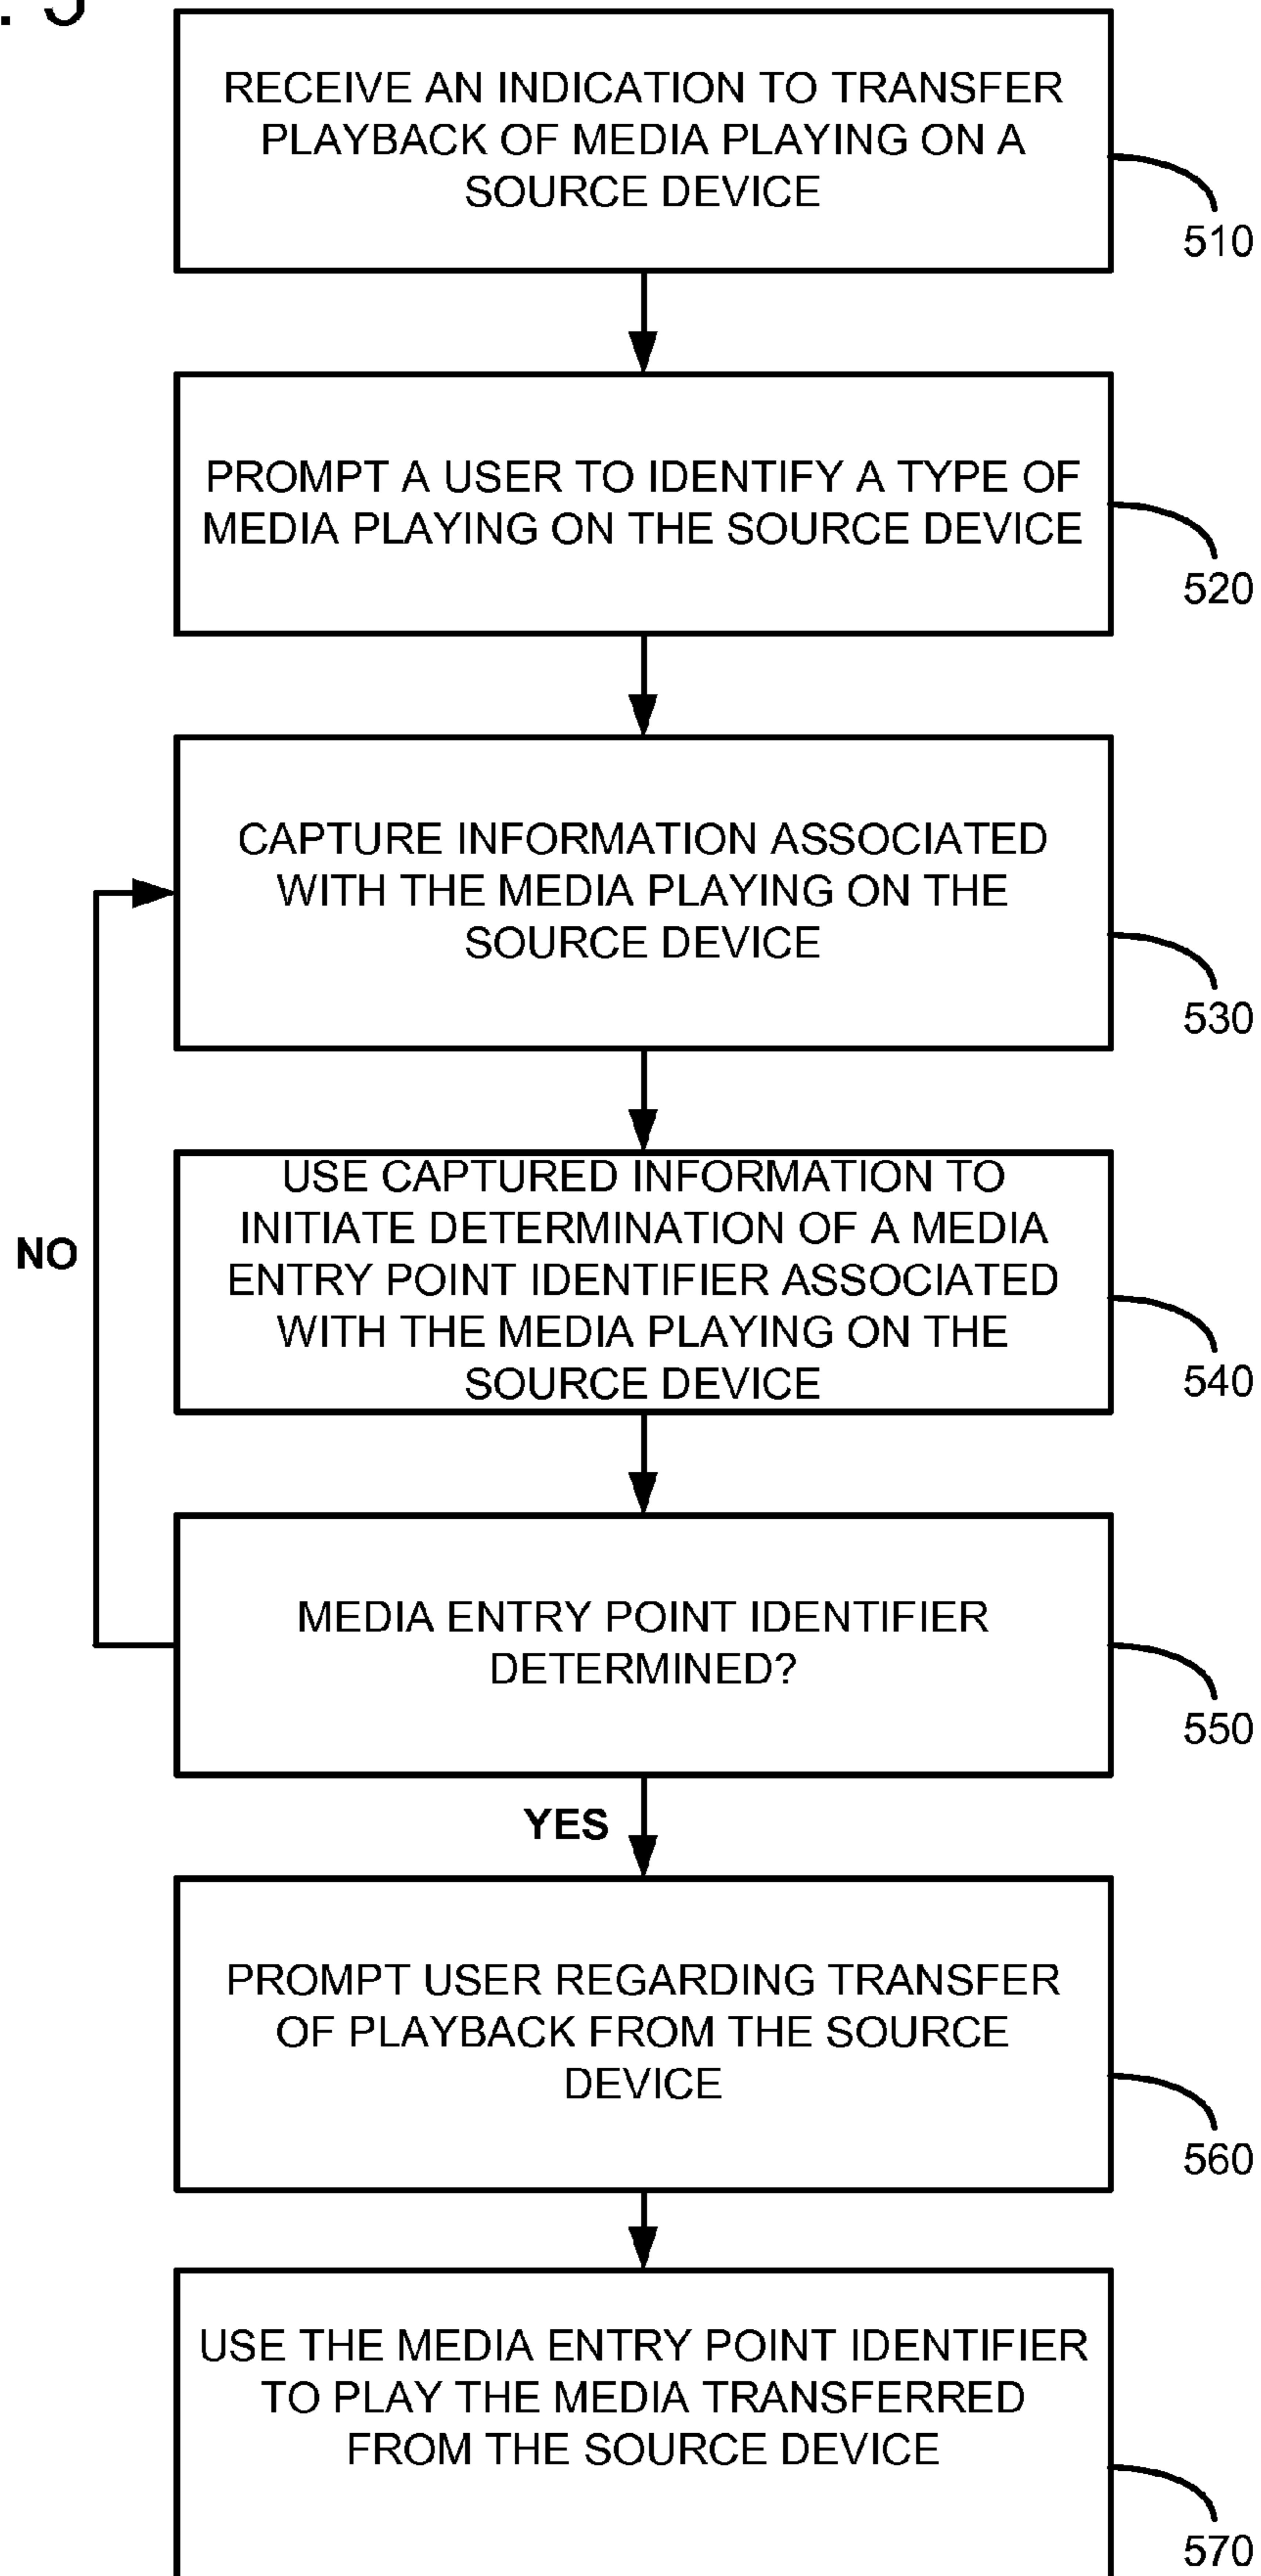 RECEIVE AN INDICATION TO TRANSFER
PLAYBACK OF MEDIA PLAYING ON A
SOURCE DEVICE
510
PROMPT A USER TO IDENTIFY A TYPE OF
MEDIA PLAYING ON THE SOURCE DEVICE
520
CAPTURE INFORMATION ASSOCIATED
WITH THE MEDIA PLAYING ON THE
SOURCE DEVICE
530
USE CAPTURED INFORMATION TO
INITIATE DETERMINATION OF A MEDIA
ENTRY POINT IDENTIFIER ASSOCIATED
WITH THE MEDIA PLAYING ON THE
SOURCE DEVICE
540
NO
MEDIA ENTRY POINT IDENTIFIER
DETERMINED?
550
YES
PROMPT USER REGARDING TRANSFER
OF PLAYBACK FROM THE SOURCE
DEVICE
560
USE THE MEDIA ENTRY POINT IDENTIFIER
TO PLAY THE MEDIA TRANSFERRED
FROM THE SOURCE DEVICE
570